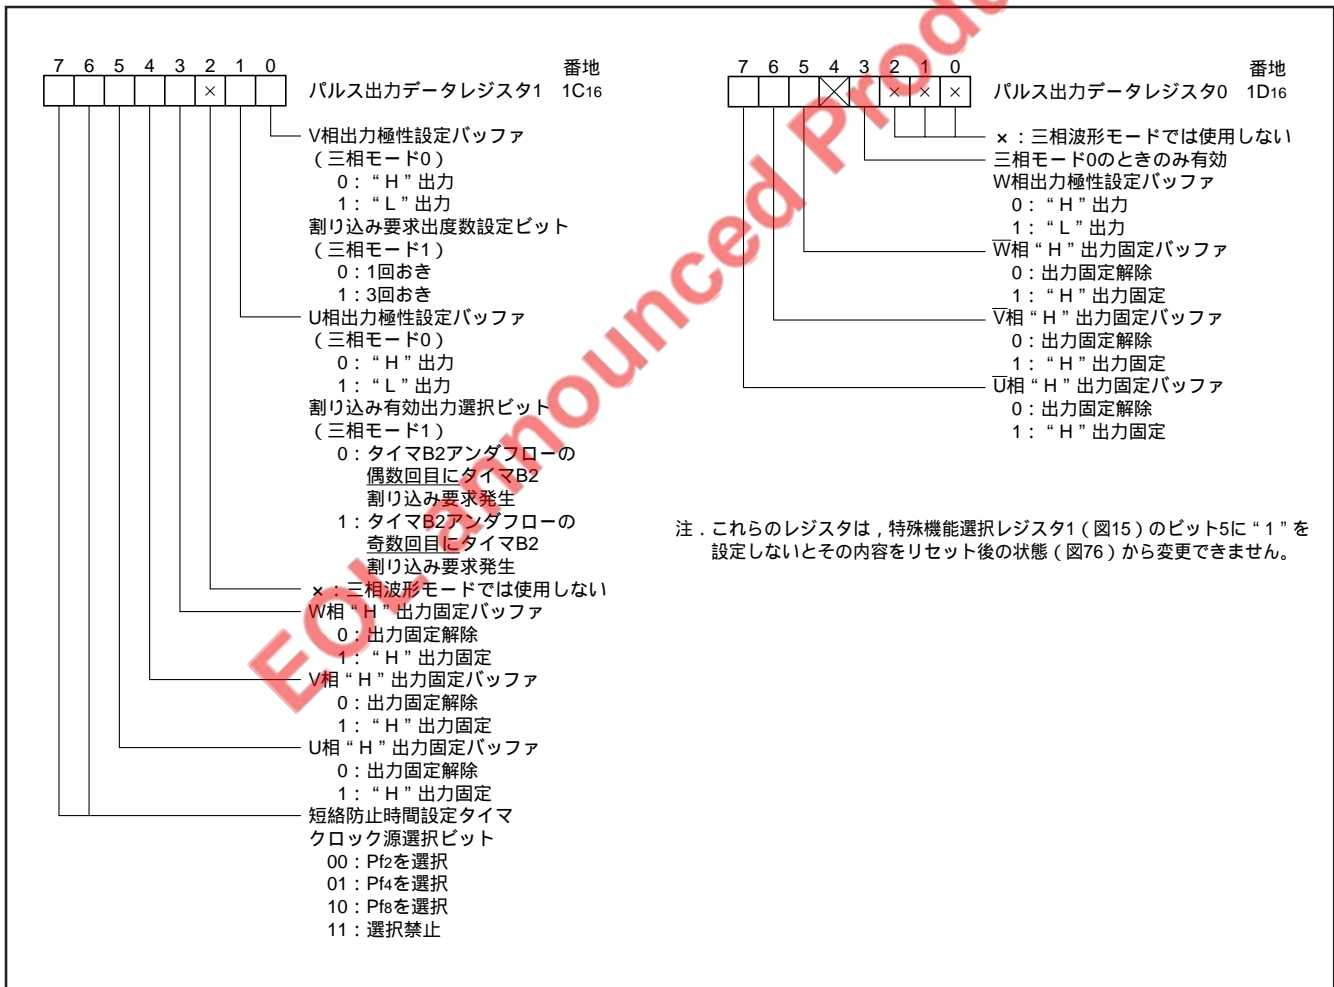 7 6 5 4 3 2 1 0 番地
× パルス出力データレジスタ1 1C16
V相出力極性設定バッファ
（三相モード0）
0：“H”出力
1：“L”出力
割り込み要求出度数設定ビット
（三相モード1）
0：1回おき
1：3回おき
U相出力極性設定バッファ
（三相モード0）
0：“H”出力
1：“L”出力
割り込み有効出力選択ビット
（三相モード1）
0：タイマB2アンダフローの
偶数回目にタイマB2
割り込み要求発生
1：タイマB2アンダフローの
奇数回目にタイマB2
割り込み要求発生
×：三相波形モードでは使用しない
W相“H”出力固定バッファ
0：出力固定解除
1：“H”出力固定
V相“H”出力固定バッファ
0：出力固定解除
1：“H”出力固定
U相“H”出力固定バッファ
0：出力固定解除
1：“H”出力固定
短絡防止時間設定タイマ
クロック源選択ビット
00：Pf2を選択
01：Pf4を選択
10：Pf8を選択
11：選択禁止
7 6 5 4 3 2 1 0 番地
× × × パルス出力データレジスタ0 1D16
×：三相波形モードでは使用しない
三相モード0のときのみ有効
W相出力極性設定バッファ
0：“H”出力
1：“L”出力
W̅相“H”出力固定バッファ
0：出力固定解除
1：“H”出力固定
V̅相“H”出力固定バッファ
0：出力固定解除
1：“H”出力固定
U̅相“H”出力固定バッファ
0：出力固定解除
1：“H”出力固定
注．これらのレジスタは，特殊機能選択レジスタ1（図15）のビット5に“1”を
設定しないとその内容をリセット後の状態（図76）から変更できません。
EOL announced Produ